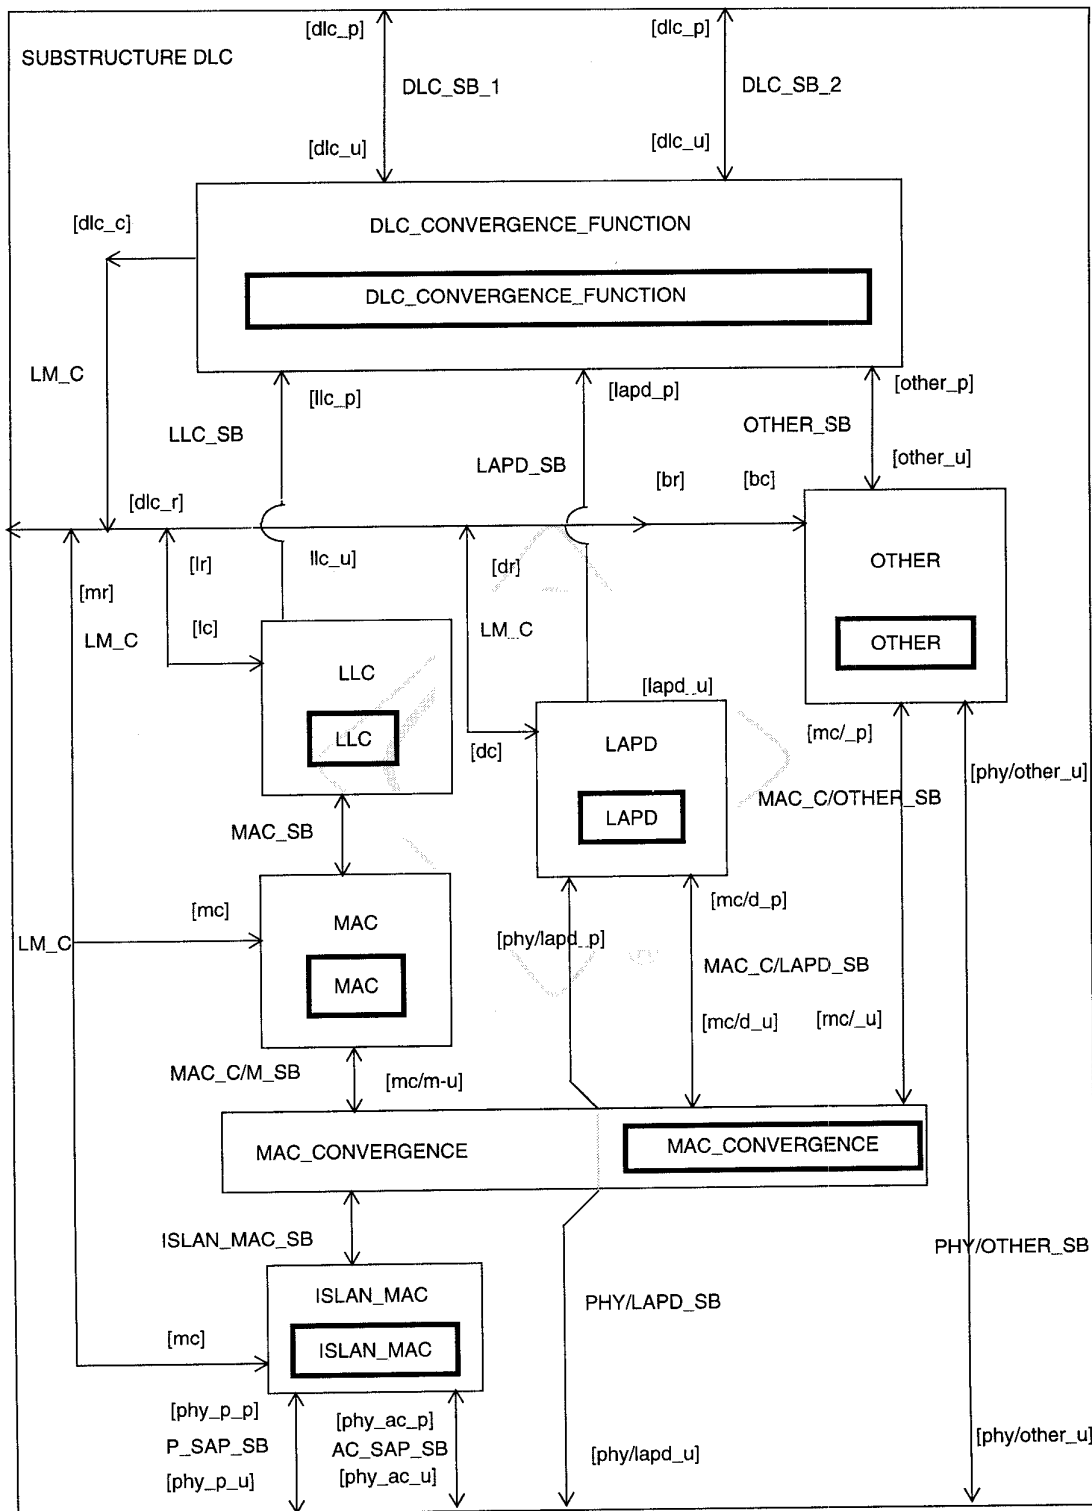 [dlc_p]
[dlc_p]
SUBSTRUCTURE DLC
DLC_SB_1
DLC_SB_2
[dlc_u]
[dlc_u]
[dlc_c]
DLC_CONVERGENCE_FUNCTION
DLC_CONVERGENCE_FUNCTION
LM_C
[llc_p]
[lapd_p]
[other_p]
LLC_SB
OTHER_SB
LAPD_SB
[other_u]
[br]
[bc]
[dlc_r]
[lr]
llc_u]
[dr]
OTHER
[mr]
[lc]
LM_C
LM_C
OTHER
LLC
[lapd_u]
LLC
[dc]
LAPD
[mc/_p]
[phy/other_u]
MAC_C/OTHER_SB
LAPD
MAC_SB
[mc]
MAC
[mc/d_p]
LM_C
[phy/lapd_p]
MAC_C/LAPD_SB
MAC
[mc/d_u]
[mc/_u]
MAC_C/M_SB
[mc/m-u]
MAC_CONVERGENCE
MAC_CONVERGENCE
ISLAN_MAC_SB
PHY/OTHER_SB
ISLAN_MAC
PHY/LAPD_SB
[mc]
ISLAN_MAC
[phy_p_p]
[phy_ac_p]
P_SAP_SB
AC_SAP_SB
[phy/lapd_u]
[phy/other_u]
[phy_p_u]
[phy_ac_u]